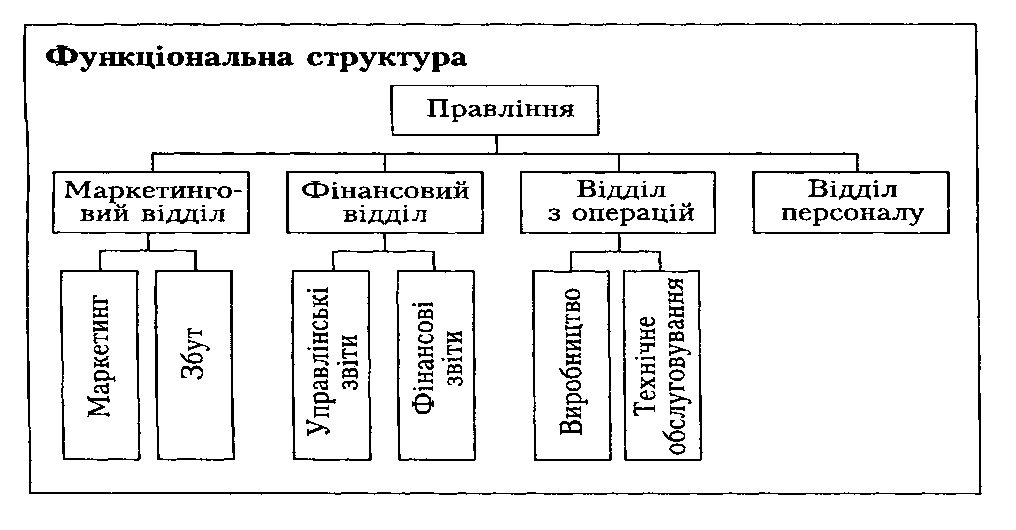 Функціональна структура
Правління
Маркетинго-
вий відділ
Фінансовий
відділ
Відділ
з операцій
Відділ
персоналу
Маркетинг
Збут
Управлінські
звіти
Фінансові
звіти
Виробництво
Технічне
обслуговування